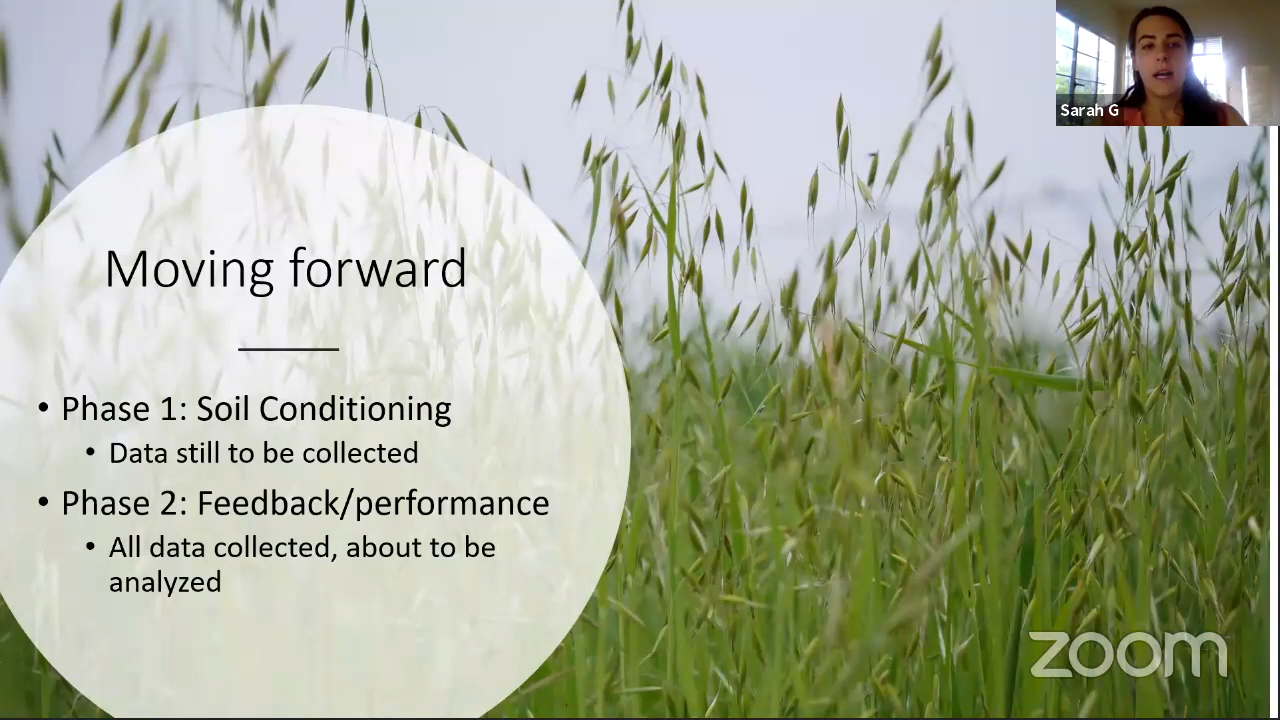 Sarah G
Moving forward
• Phase 1: Soil Conditioning
• Data still to be collected
• Phase 2: Feedback/performance
• All data collected, about to be
analyzed
zoom